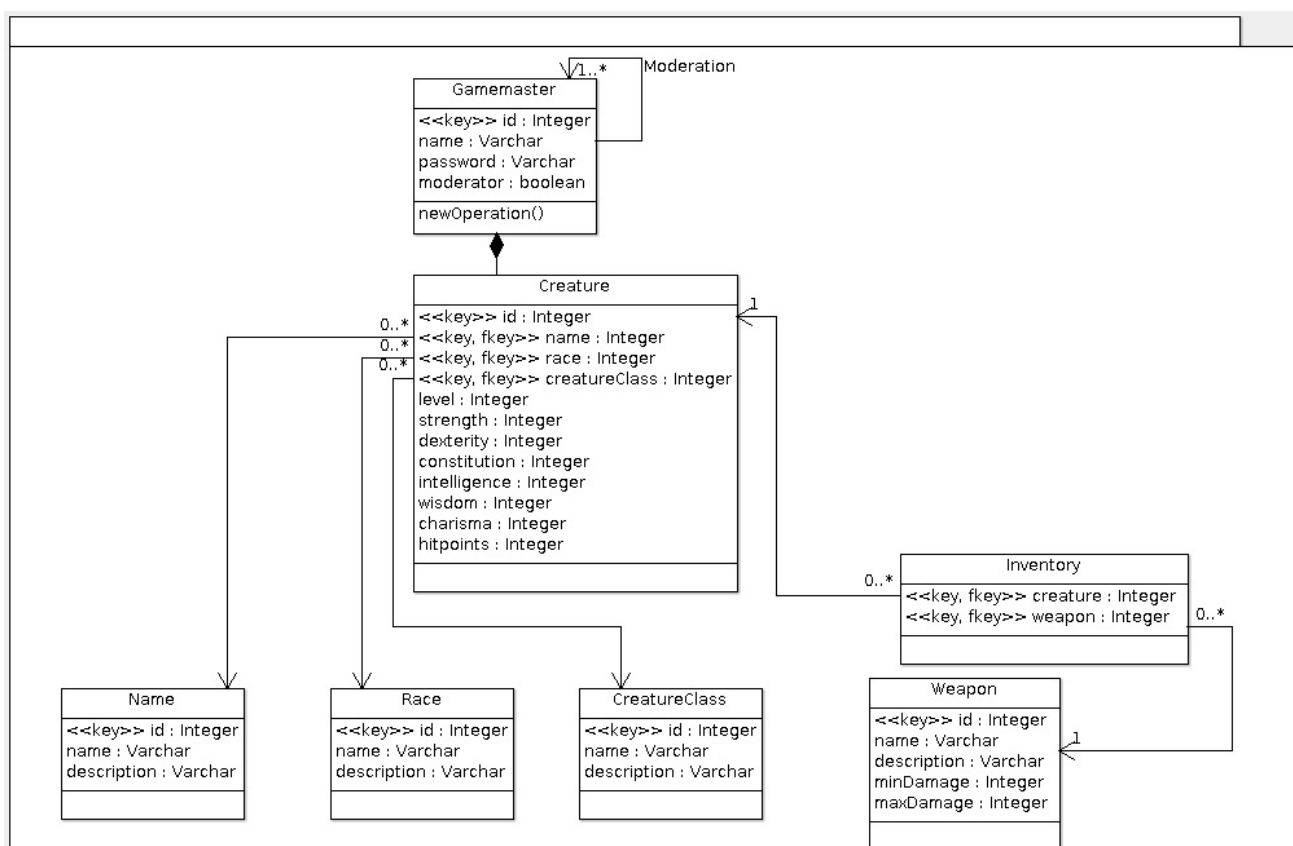 Moderation
1..*
Gamemaster
<<key>> id : Integer
name : Varchar
password : Varchar
moderator : boolean
newOperation()
Creature
<<key>> id : Integer
<<key, fkey>> name : Integer
<<key, fkey>> race : Integer
<<key, fkey>> creatureClass : Integer
level : Integer
strength : Integer
dexterity : Integer
constitution : Integer
intelligence : Integer
wisdom : Integer
charisma : Integer
hitpoints : Integer
0..*
0..*
0..*
1
Inventory
0..*
<<key, fkey>> creature : Integer
<<key, fkey>> weapon : Integer
0..*
Name
<<key>> id : Integer
name : Varchar
description : Varchar
Race
<<key>> id : Integer
name : Varchar
description : Varchar
CreatureClass
<<key>> id : Integer
name : Varchar
description : Varchar
Weapon
<<key>> id : Integer
name : Varchar
description : Varchar
minDamage : Integer
maxDamage : Integer
1